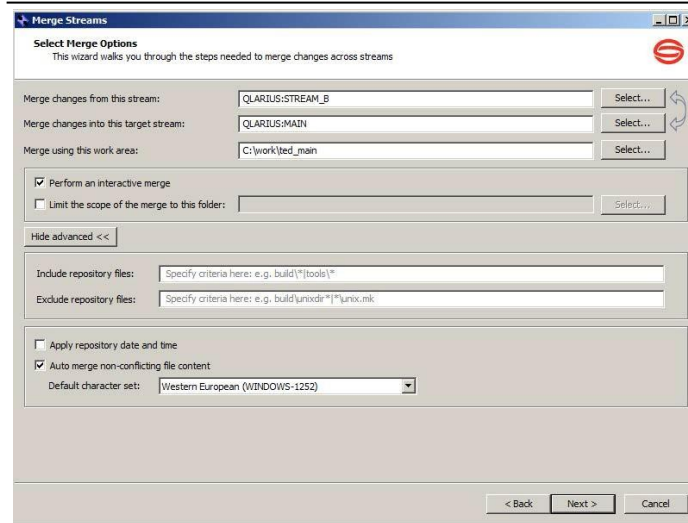 Merge Streams
Select Merge Options
This wizard walks you through the steps needed to merge changes across streams
Merge changes from this stream: QLARIUS:STREAM_B Select...
Merge changes into this target stream: QLARIUS:MAIN Select...
Merge using this work area: C:\work\ted_main Select...
Perform an interactive merge
Limit the scope of the merge to this folder: Select...
Hide advanced <<
Include repository files: Specify criteria here: e.g. build\*|tools\*
Exclude repository files: Specify criteria here: e.g. build\unixdir*|*\unix.mk
Apply repository date and time
Auto merge non-conflicting file content
Default character set: Western European (WINDOWS-1252)
< Back Next > Cancel